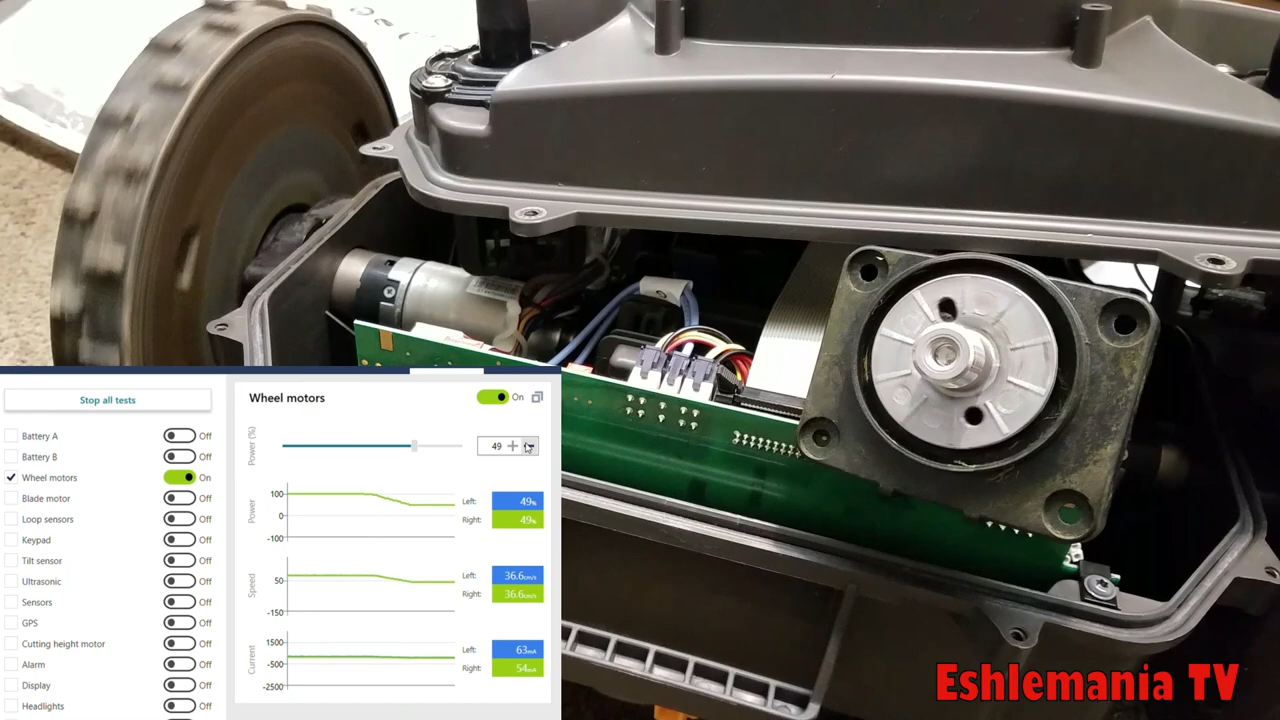 Stop all tests
Battery A Off
Battery B Off
Wheel motors On
Blade motor Off
Loop sensors Off
Keypad Off
Tilt sensor Off
Ultrasonic Off
Sensors Off
GPS Off
Cutting height motor Off
Alarm Off
Display Off
Headlights Off
Wheel motors On
Power (%)
49
Power
100
0
-100
Left: 49%
Right: 49%
Speed
50
-150
Left: 36.6cm/s
Right: 36.6cm/s
Current
1500
-500
-2500
Left: 63mA
Right: 54mA
Eshlemania TV